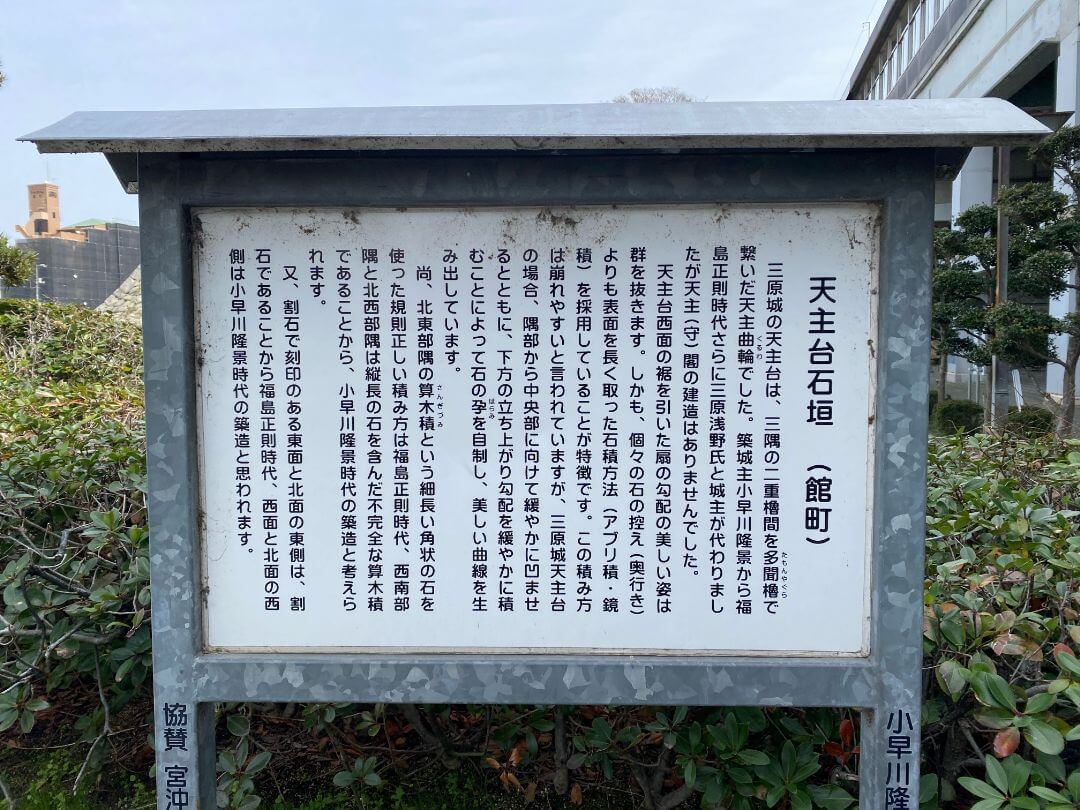 天主台石垣　（館町）
三原城の天主台は、三隅の二重櫓間を多聞櫓で
たもんやぐら
繋いだ天主曲輪でした。築城主小早川隆景から福
くるわ
島正則時代さらに三原浅野氏と城主が代わりまし
たが天主（守）閣の建造はありませんでした。
天主台西面の裾を引いた扇の勾配の美しい姿は
群を抜きます。しかも、個々の石の控え（奥行き）
よりも表面を長く取った石積方法（アブリ積・鏡
積）を採用していることが特徴です。この積み方
は崩れやすいと言われていますが、三原城天主台
の場合、隅部から中央部に向けて緩やかに凹ませ
るとともに、下方の立ち上がり勾配を緩やかに積
むことによって石の孕を自制し、美しい曲線を生
はらみ
み出しています。
尚、北東部隅の算木積という細長い角状の石を
さんぎづみ
使った規則正しい積み方は福島正則時代、西南部
隅と北西部隅は縦長の石を含んだ不完全な算木積
であることから、小早川隆景時代の築造と考えら
れます。
又、割石で刻印のある東面と北面の東側は、割
石であることから福島正則時代、西面と北面の西
側は小早川隆景時代の築造と思われます。
小早川隆
協賛 宮沖